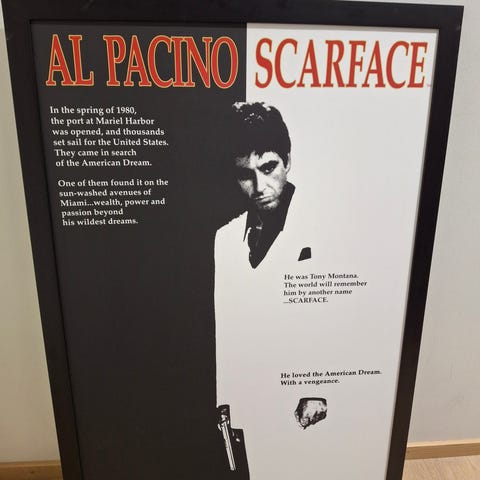 AL PACINO SCARFACE
In the spring of 1980,
the port at Mariel Harbor
was opened, and thousands
set sail for the United States.
They came in search
of the American Dream.
One of them found it on the
sun-washed avenues of
Miami...wealth, power and
passion beyond
his wildest dreams.
He was Tony Montana.
The world will remember
him by another name
...SCARFACE.
He loved the American Dream.
With a vengeance.